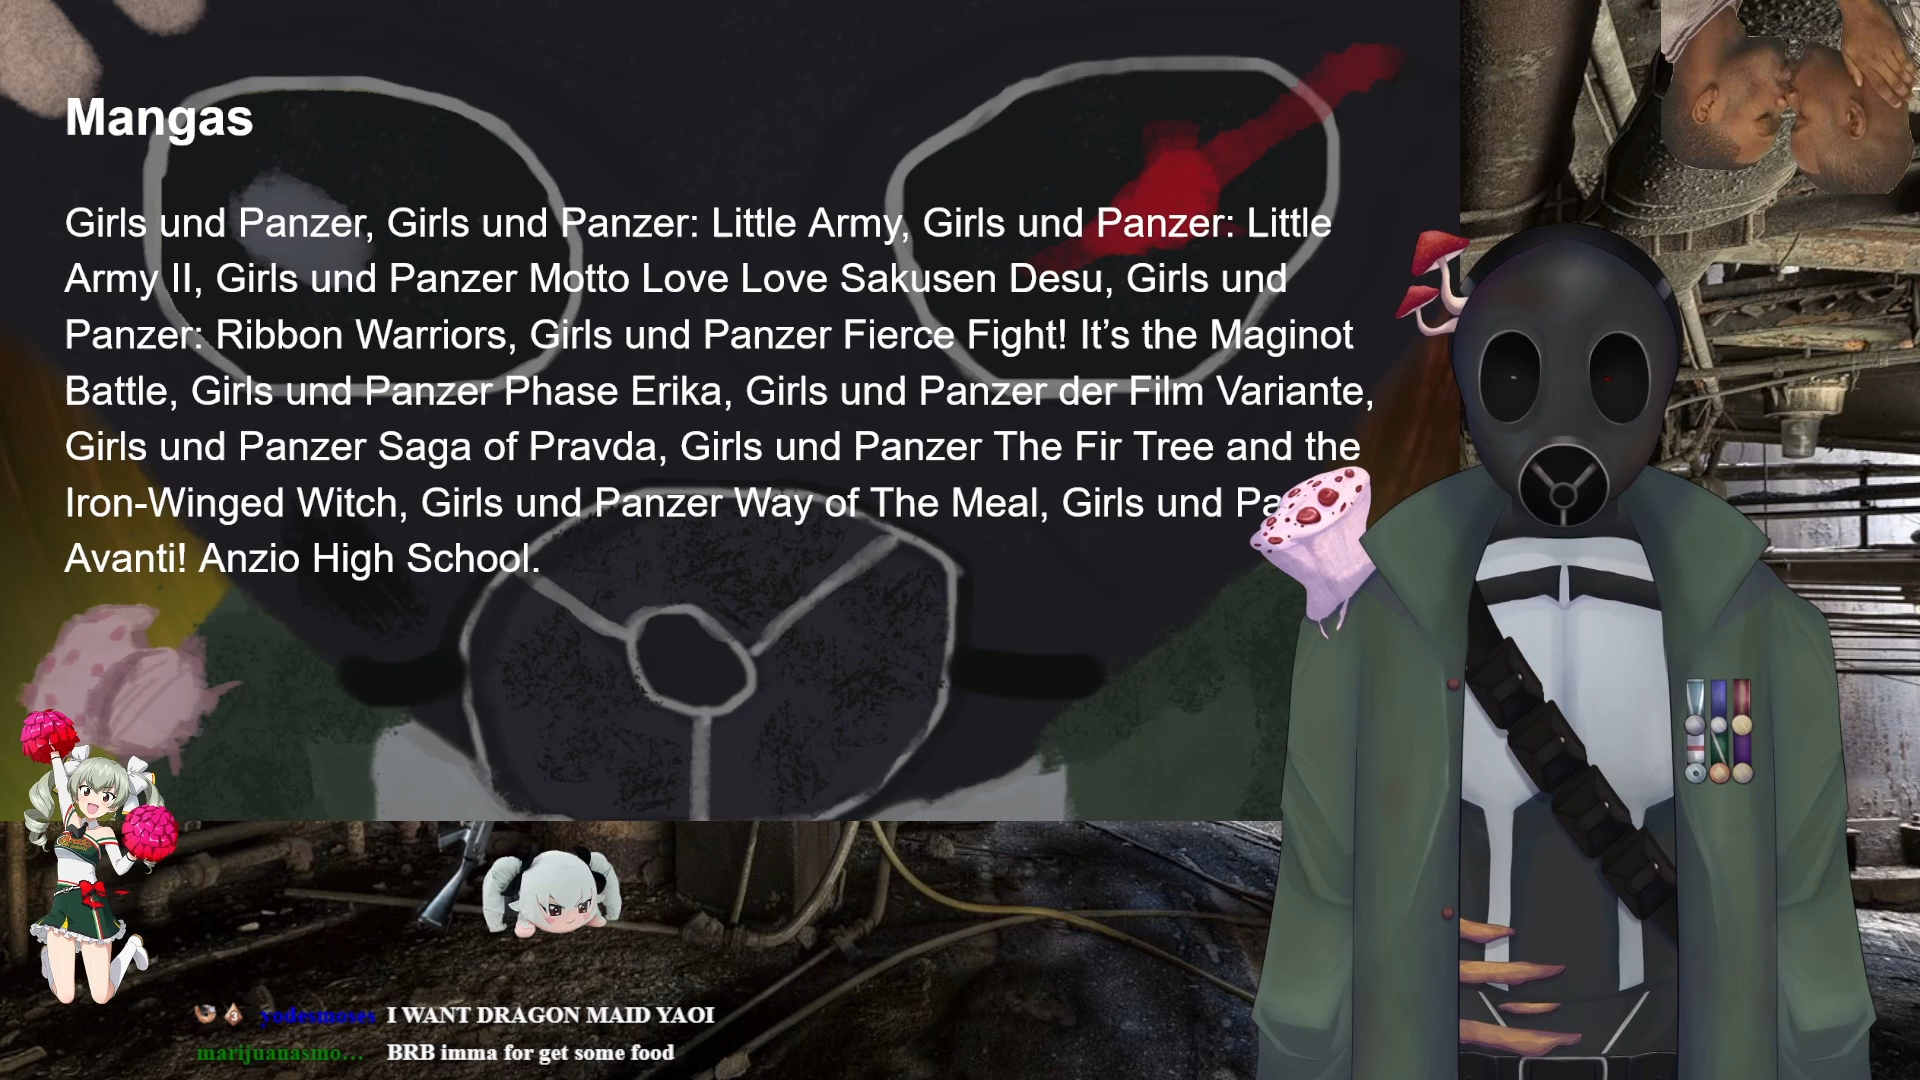 Mangas
Girls und Panzer, Girls und Panzer: Little Army, Girls und Panzer: Little
Army II, Girls und Panzer Motto Love Love Sakusen Desu, Girls und
Panzer: Ribbon Warriors, Girls und Panzer Fierce Fight! It’s the Maginot
Battle, Girls und Panzer Phase Erika, Girls und Panzer der Film Variante,
Girls und Panzer Saga of Pravda, Girls und Panzer The Fir Tree and the
Iron-Winged Witch, Girls und Panzer Way of The Meal, Girls und Pa
Avanti! Anzio High School.
yodesmoses I WANT DRAGON MAID YAOI
marijuanasmo… BRB imma for get some food